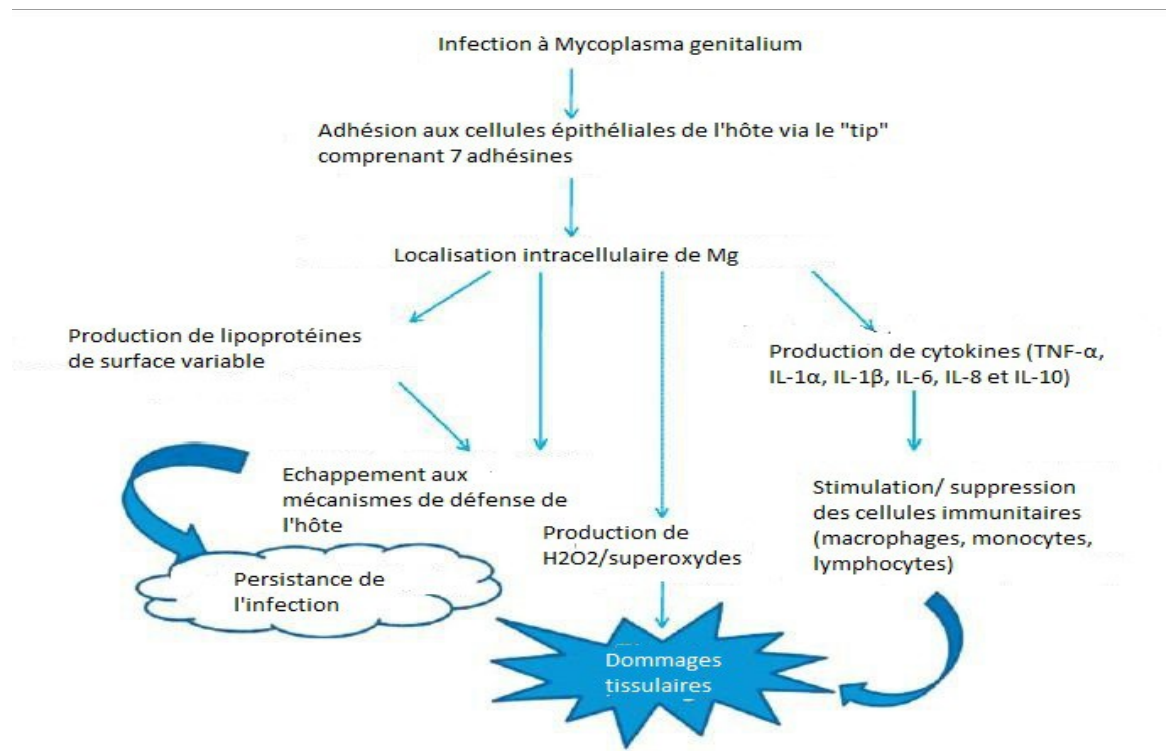 Infection à Mycoplasma genitalium
Adhésion aux cellules épithéliales de l'hôte via le "tip"
comprenant 7 adhésines
Localisation intracellulaire de Mg
Production de lipoprotéines
de surface variable
Production de cytokines (TNF-α,
IL-1α, IL-1β, IL-6, IL-8 et IL-10)
Echappement aux
mécanismes de défense de
l'hôte
Production de
H2O2/superoxydes
Stimulation/ suppression
des cellules immunitaires
(macrophages, monocytes,
lymphocytes)
Persistance de
l'infection
Dommages
tissulaires